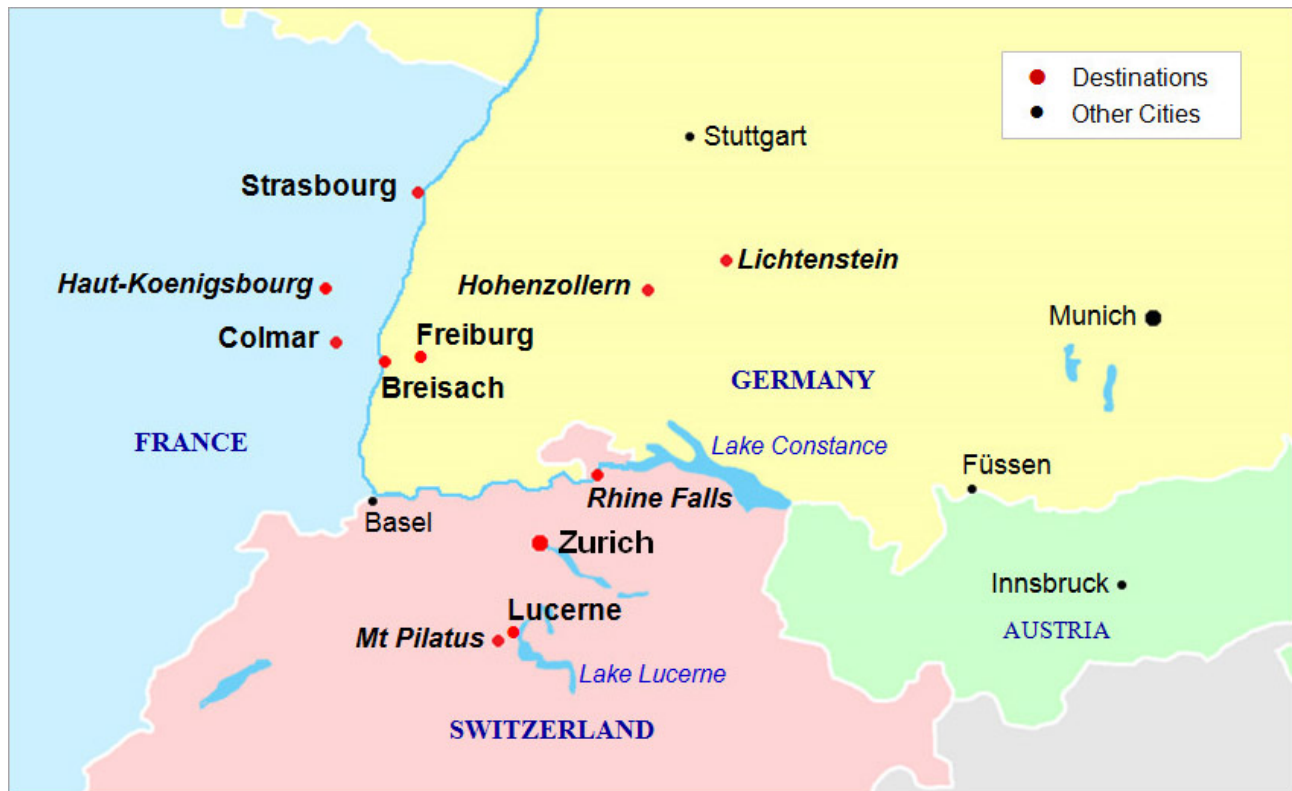 Destinations
Other Cities
Stuttgart
Strasbourg
Lichtenstein
Haut-Koenigsbourg
Hohenzollern
Munich
Colmar
Freiburg
Breisach
GERMANY
FRANCE
Lake Constance
Füssen
Rhine Falls
Basel
Zurich
Innsbruck
Lucerne
Mt Pilatus
AUSTRIA
Lake Lucerne
SWITZERLAND